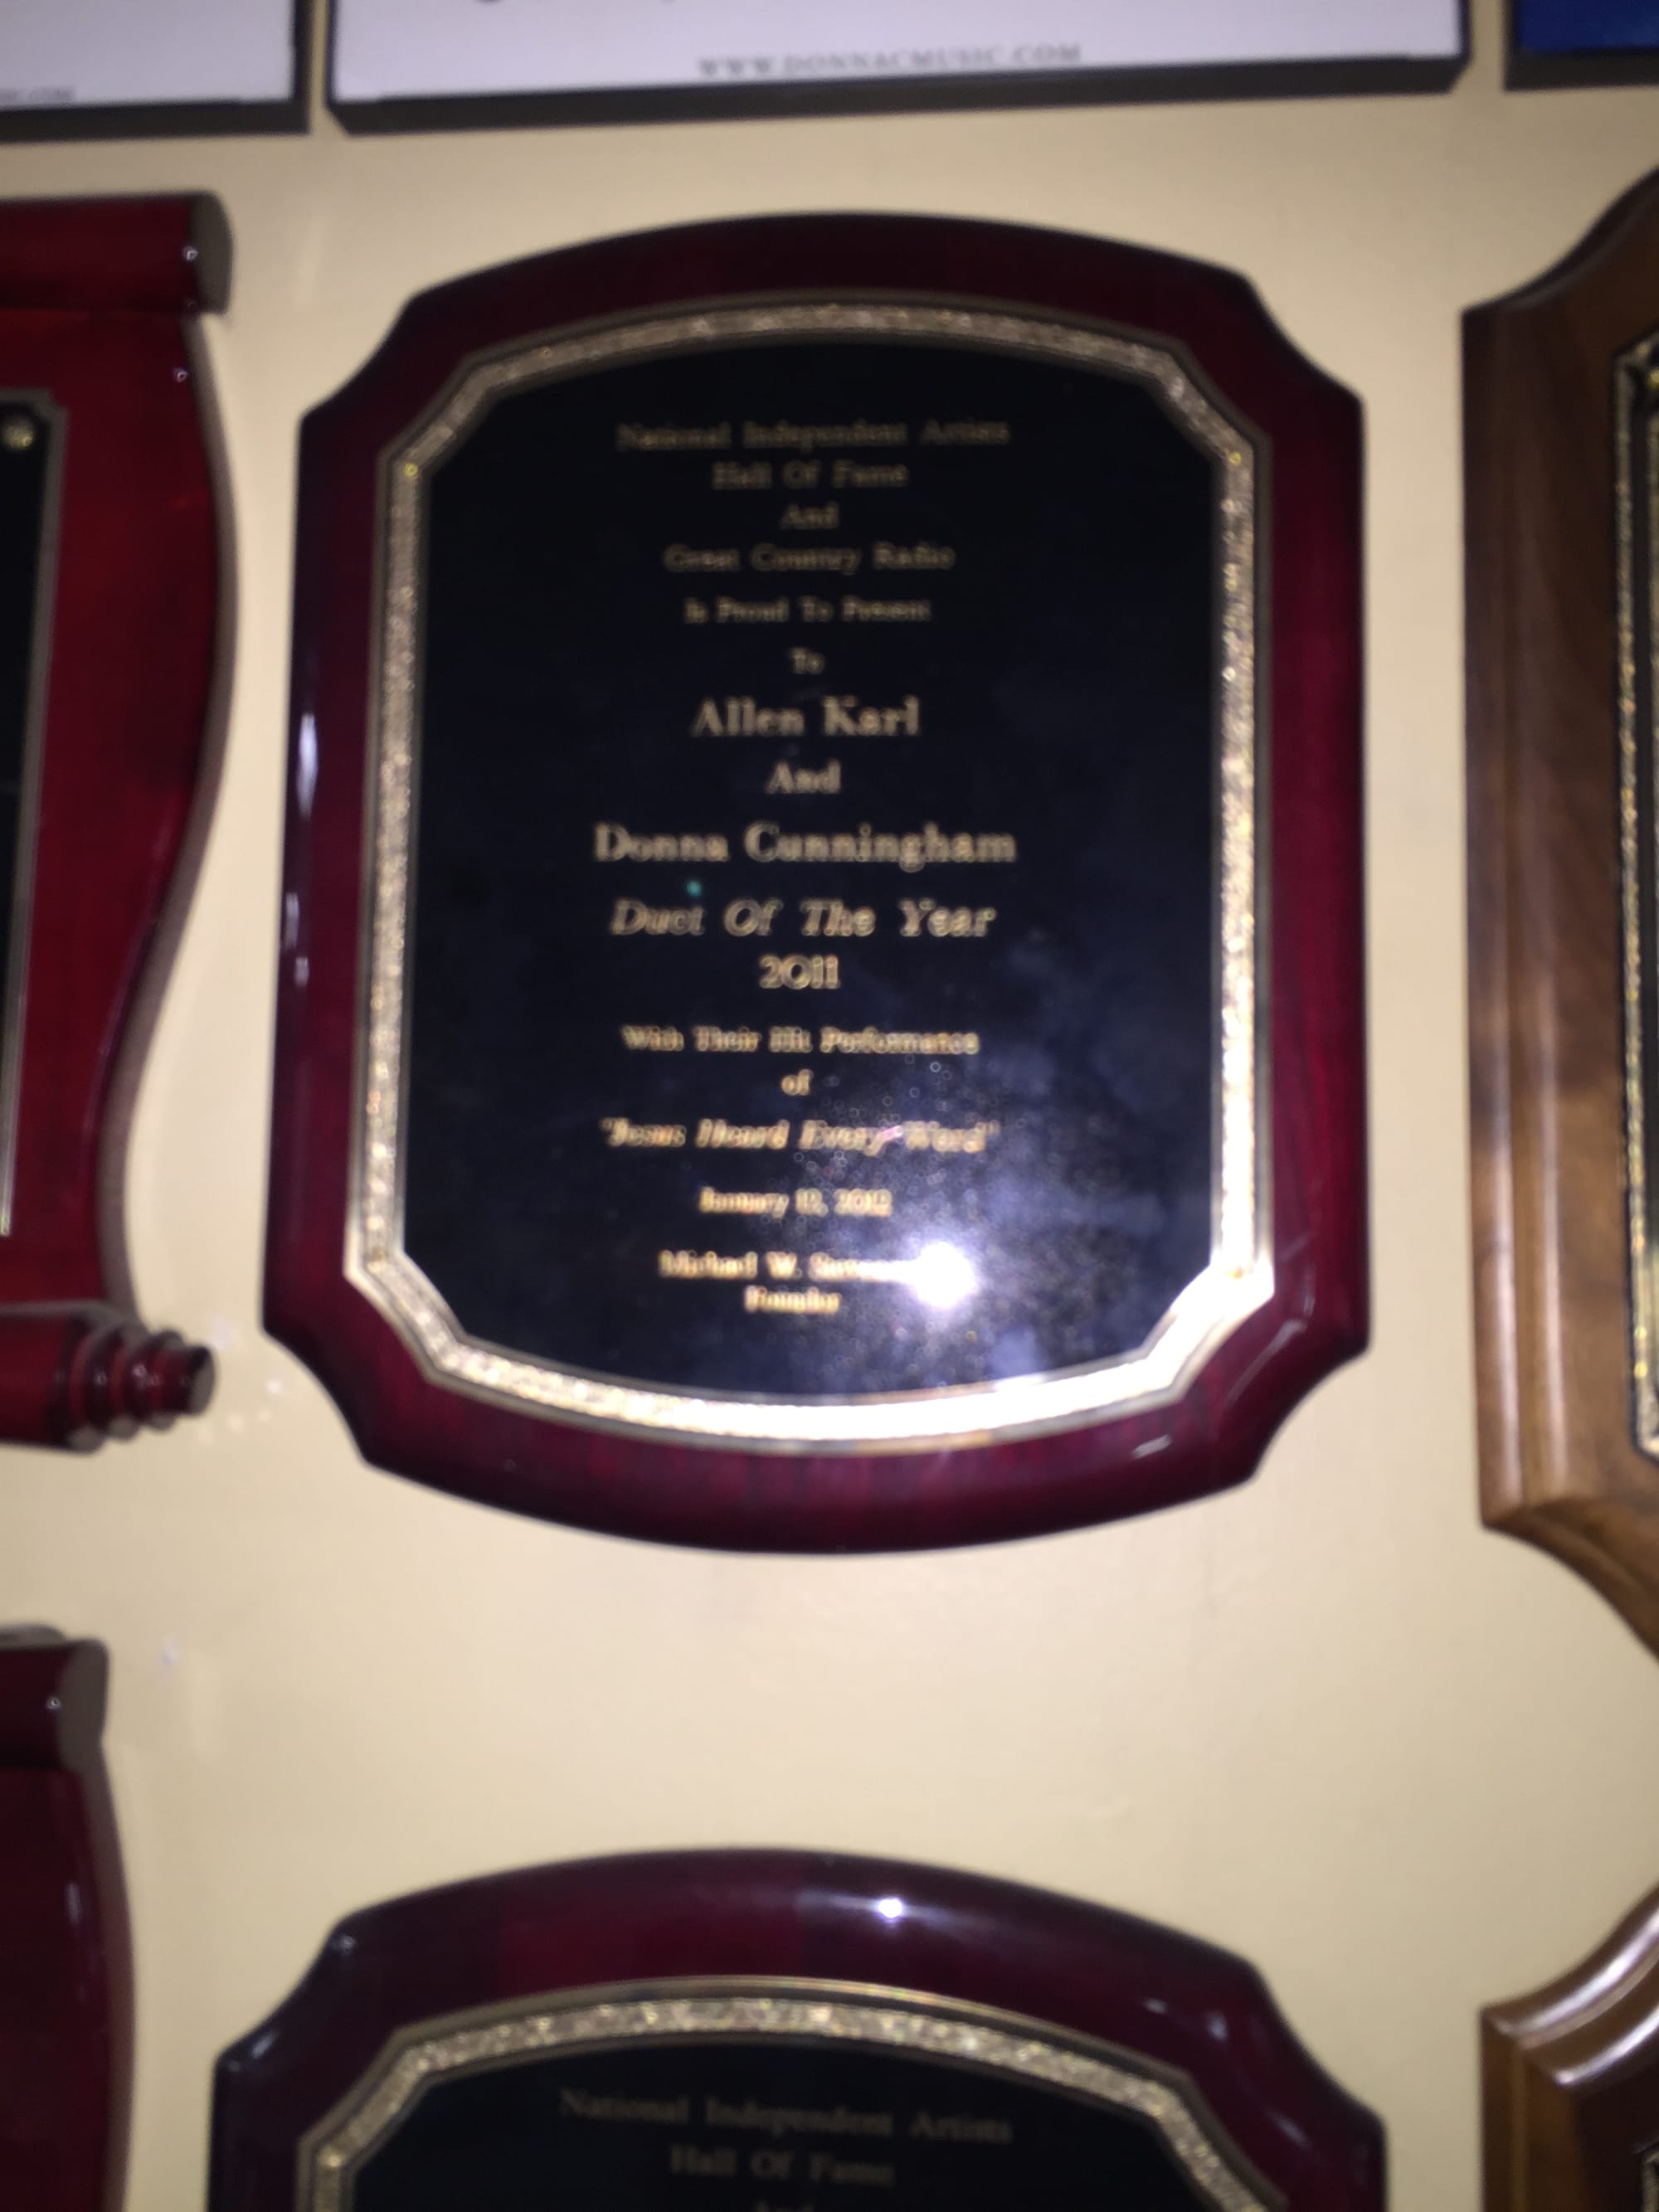 WWW.DONNACMUSIC.COM
National Independent Artists
Hall Of Fame
And
Great Country Radio
Is Proud To Present
To
Allen Karl
And
Donna Cunningham
Duet Of The Year
2011
With Their Hit Performance
of
"Jesus Heard Every Word"
January 2012
Michael W.
Founder
National Independent Artists
Hall Of Fame
And